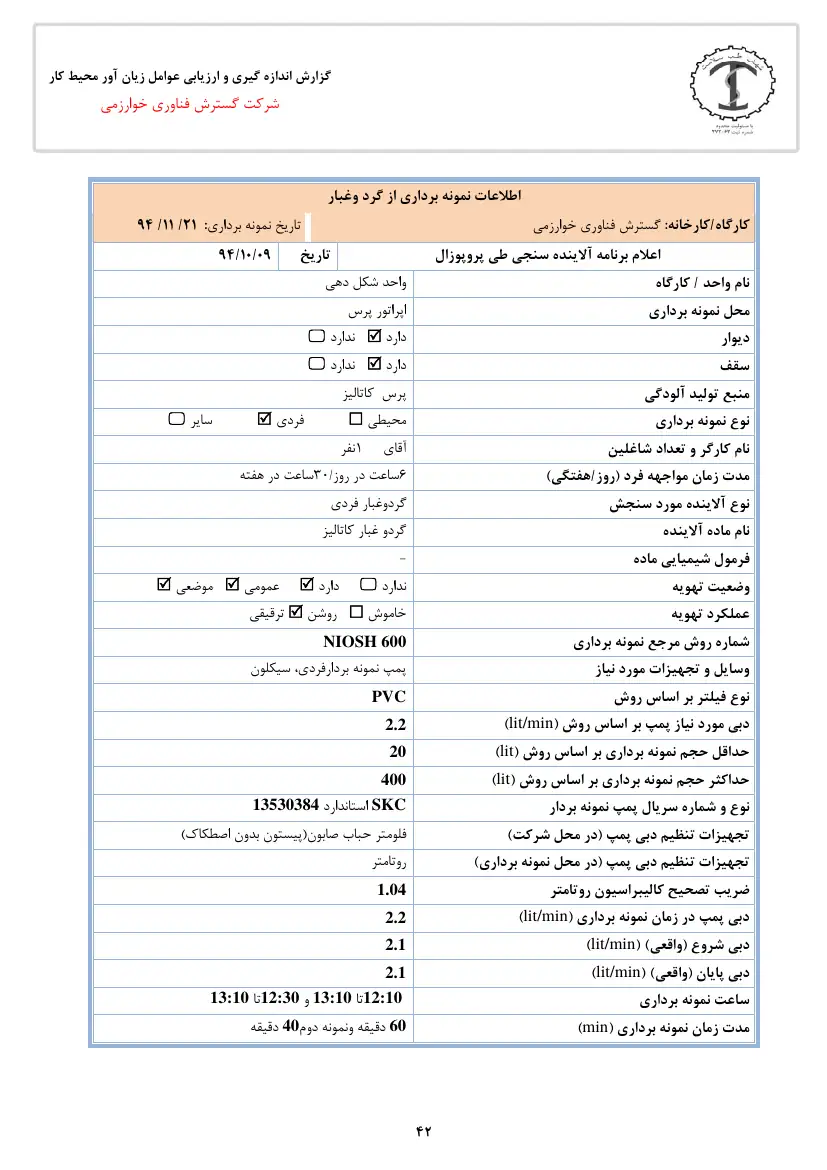 گزارش اندازه گیری و ارزیابی عوامل زیان آور محیط کار
شرکت گسترش فناوری خوارزمی
شهاب طب سلامت
با مسئولیت محدود
اطلاعات نمونه برداری از گرد وغبار
کارگاه/کارخانه: گسترش فناوری خوارزمی تاریخ نمونه برداری: ۲۱/ ۱۱/ ۹۴
اعلام برنامه آلاینده سنجی طی پروپوزال تاریخ ۹۴/۱۰/۰۹
نام واحد / کارگاه واحد شکل دهی
محل نمونه برداری اپراتور پرس
دیوار دارد ☑ ندارد ☐
سقف دارد ☑ ندارد ☐
منبع تولید آلودگی پرس کاتالیز
نوع نمونه برداری محیطی ☐ فردی ☑ سایر ☐
نام کارگر و تعداد شاغلین آقای ۱نفر
مدت زمان مواجهه فرد (روز/هفتگی) ۶ساعت در روز/۳۰ساعت در هفته
نوع آلاینده مورد سنجش گردوغبار فردی
نام ماده آلاینده گردو غبار کاتالیز
فرمول شیمیایی ماده -
وضعیت تهویه ندارد ☐ دارد ☑ عمومی ☑ موضعی ☑
عملکرد تهویه خاموش ☐ روشن ☑ ترقیقی
شماره روش مرجع نمونه برداری NIOSH 600
وسایل و تجهیزات مورد نیاز پمپ نمونه بردارفردی، سیکلون
نوع فیلتر بر اساس روش PVC
دبی مورد نیاز پمپ بر اساس روش (lit/min) 2.2
حداقل حجم نمونه برداری بر اساس روش (lit) 20
حداکثر حجم نمونه برداری بر اساس روش (lit) 400
نوع و شماره سریال پمپ نمونه بردار SKC استاندارد 13530384
تجهیزات تنظیم دبی پمپ (در محل شرکت) فلومتر حباب صابون(پیستون بدون اصطکاک)
تجهیزات تنظیم دبی پمپ (در محل نمونه برداری) روتامتر
ضریب تصحیح کالیبراسیون روتامتر 1.04
دبی پمپ در زمان نمونه برداری (lit/min) 2.2
دبی شروع (واقعی) (lit/min) 2.1
دبی پایان (واقعی) (lit/min) 2.1
ساعت نمونه برداری 12:10تا 13:10 و 12:30تا 13:10
مدت زمان نمونه برداری (min) 60 دقیقه ونمونه دوم40 دقیقه
۴۲